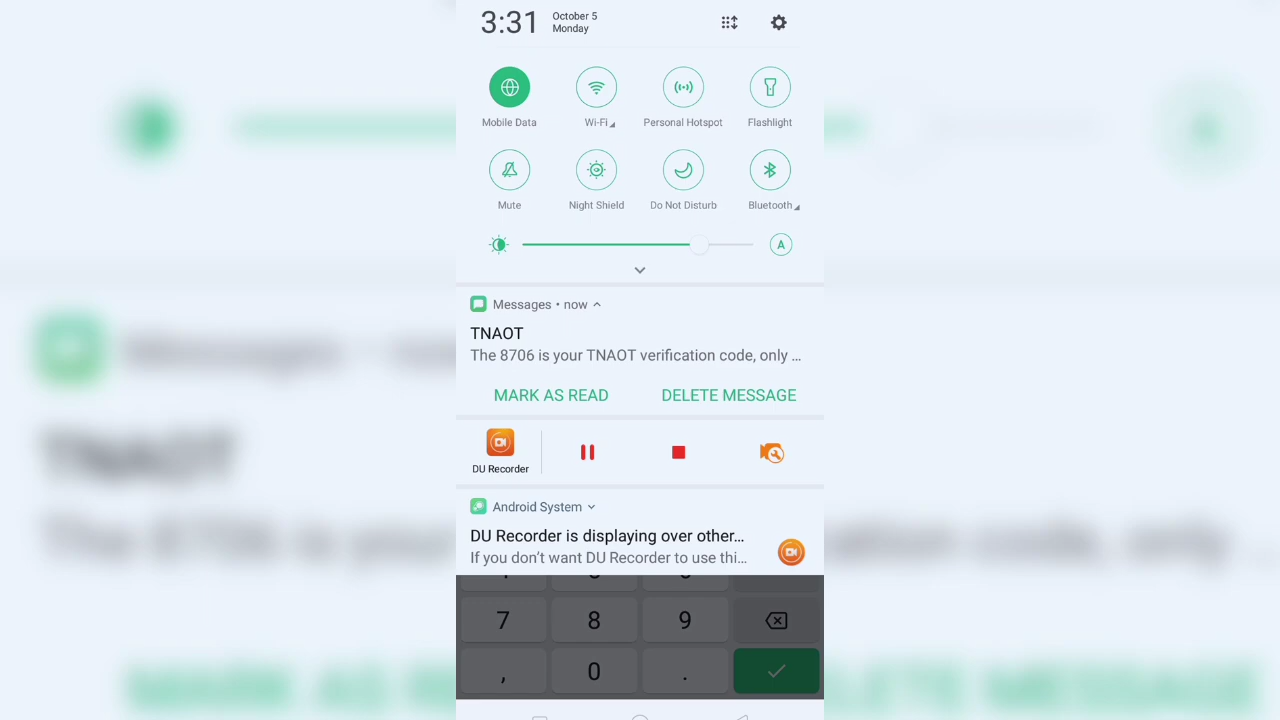 3:31
October 5
Monday
Mobile Data
Wi-Fi
Personal Hotspot
Flashlight
Mute
Night Shield
Do Not Disturb
Bluetooth
A
Messages • now
TNAOT
The 8706 is your TNAOT verification code, only ...
MARK AS READ
DELETE MESSAGE
DU Recorder
Android System
DU Recorder is displaying over other...
If you don't want DU Recorder to use thi...
7
8
9
,
0
.